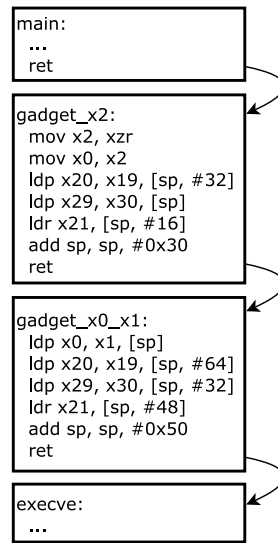 main:
...
ret
gadget_x2:
mov x2, xzr
mov x0, x2
ldp x20, x19, [sp, #32]
ldp x29, x30, [sp]
ldr x21, [sp, #16]
add sp, sp, #0x30
ret
gadget_x0_x1:
ldp x0, x1, [sp]
ldp x20, x19, [sp, #64]
ldp x29, x30, [sp, #32]
ldr x21, [sp, #48]
add sp, sp, #0x50
ret
execve:
...